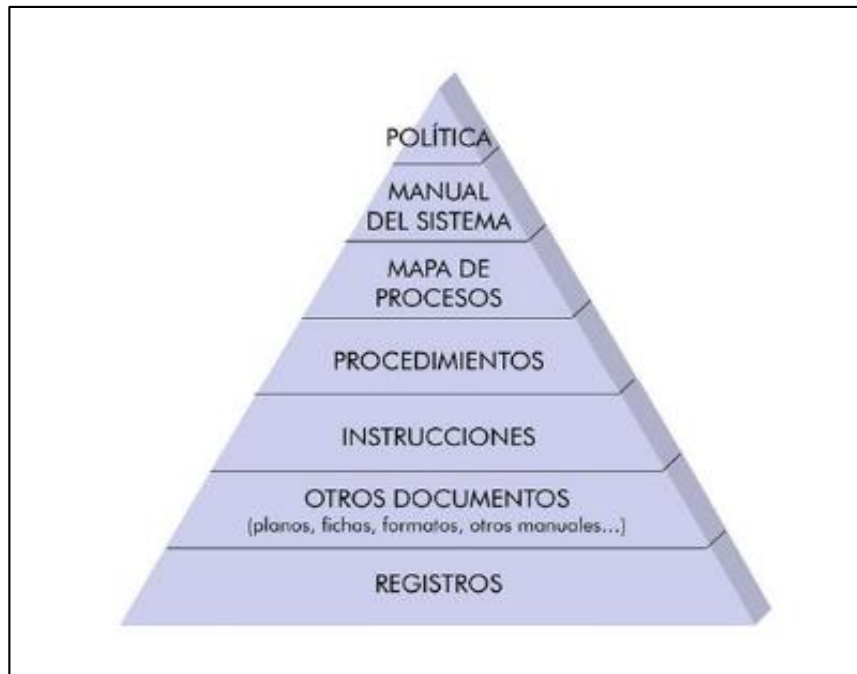 POLÍTICA
MANUAL
DEL SISTEMA
MAPA DE
PROCESOS
PROCEDIMIENTOS
INSTRUCCIONES
OTROS DOCUMENTOS
(planos, fichas, formatos, otros manuales...)
REGISTROS